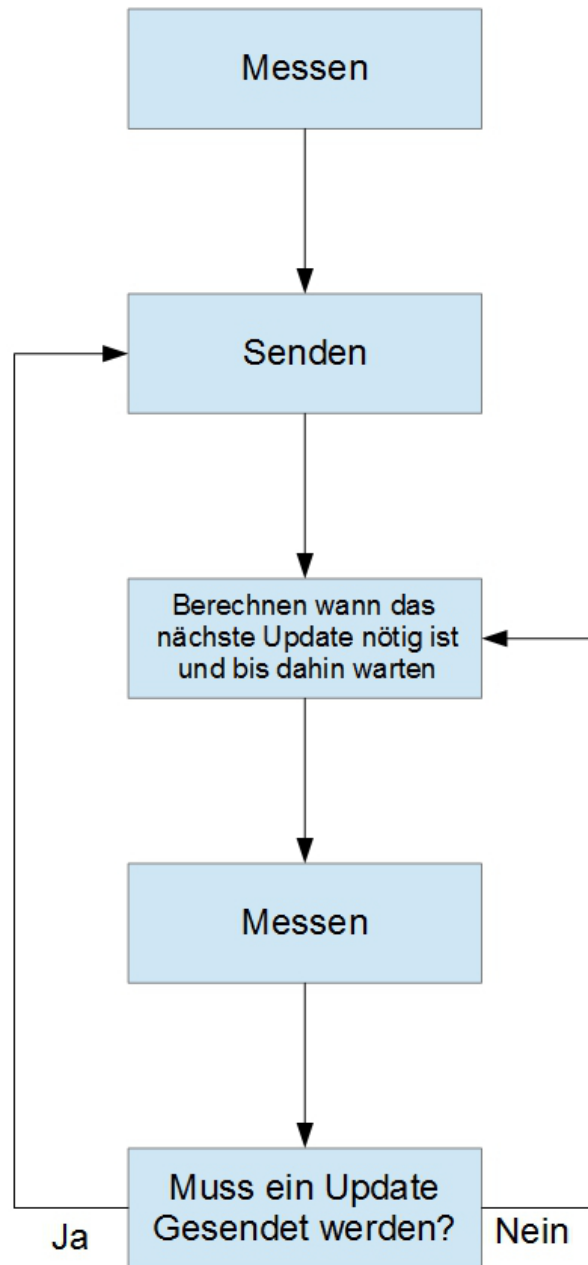 Messen
Senden
Berechnen wann das
nächste Update nötig ist
und bis dahin warten
Messen
Muss ein Update
Gesendet werden?
Ja
Nein